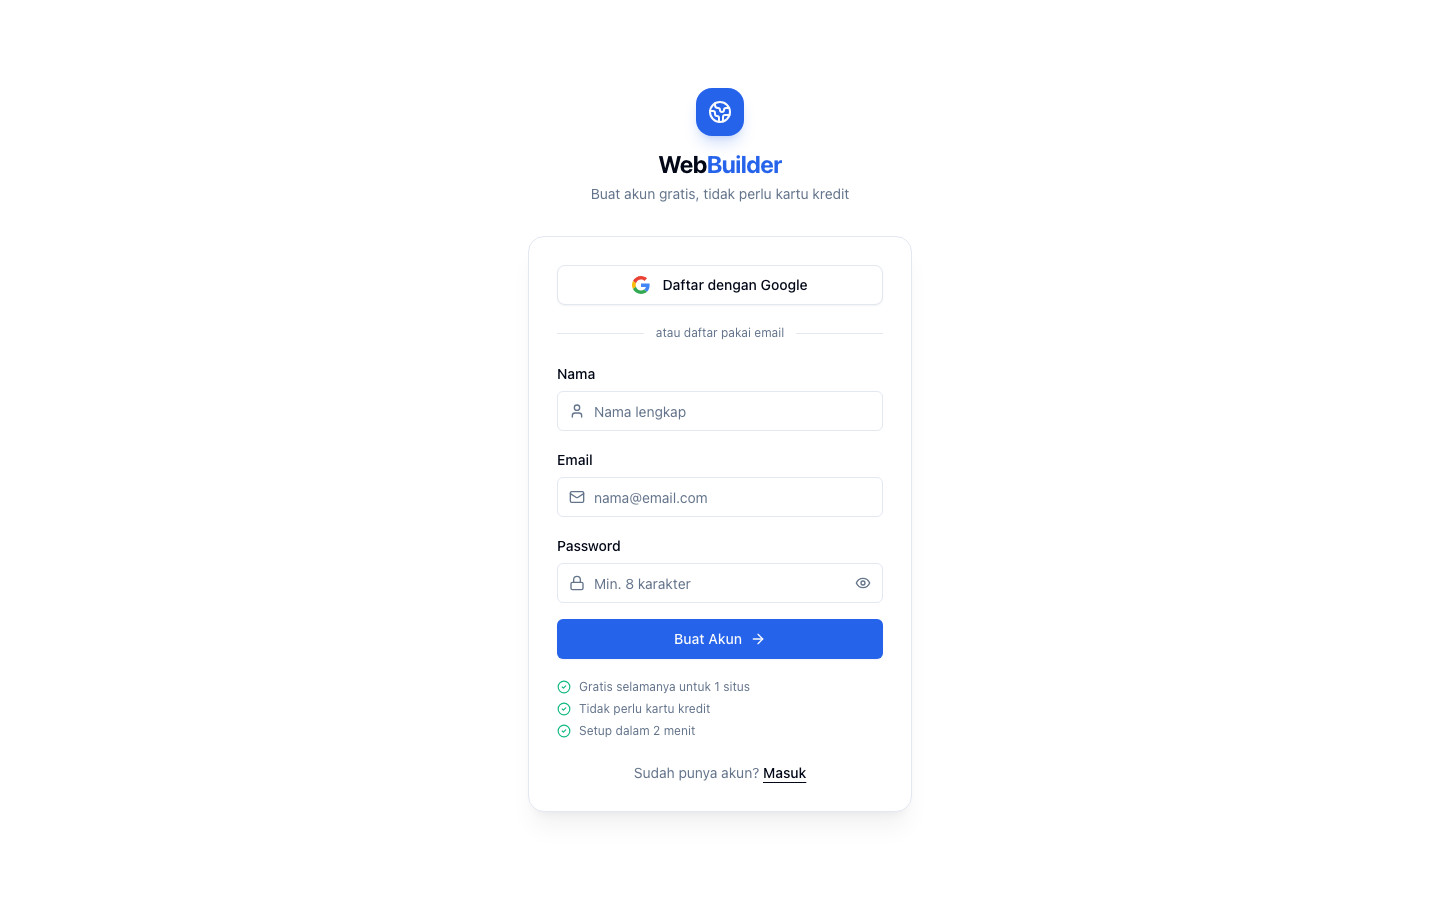 WebBuilder
Buat akun gratis, tidak perlu kartu kredit
Daftar dengan Google
atau daftar pakai email
Nama
Nama lengkap
Email
nama@email.com
Password
Min. 8 karakter
Buat Akun
Gratis selamanya untuk 1 situs
Tidak perlu kartu kredit
Setup dalam 2 menit
Sudah punya akun? Masuk